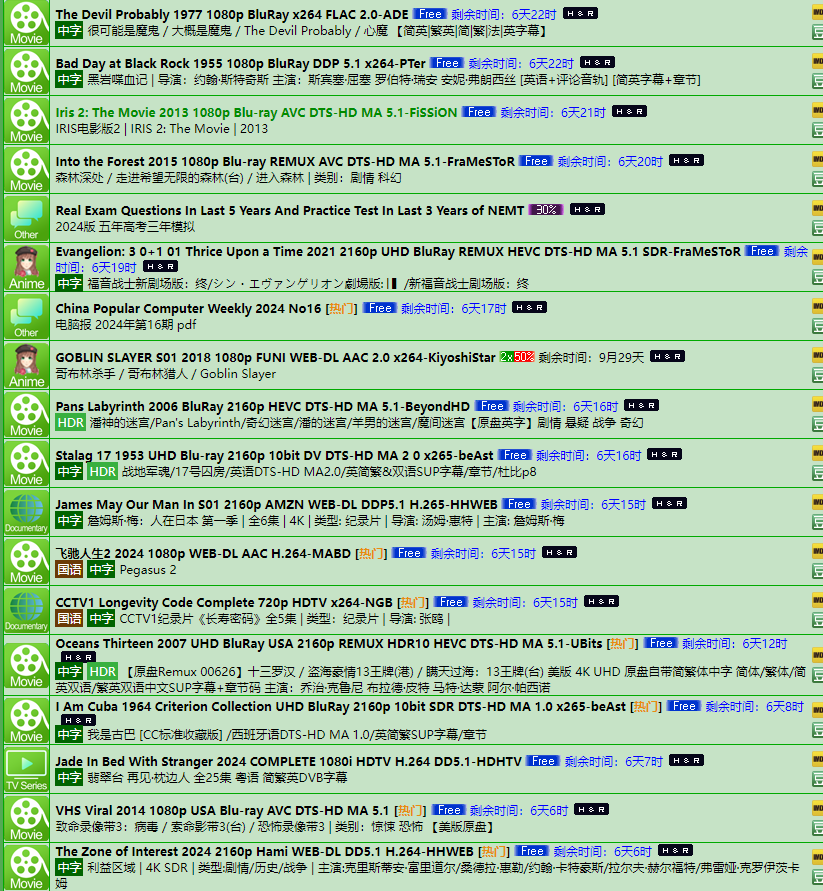 The Devil Probably 1977 1080p BluRay x264 FLAC 2.0-ADE Free 剩余时间：6天22时 H&R
Movie 中字 很可能是魔鬼 / 大概是魔鬼 / The Devil Probably / 心魔 【简英|繁英|简|繁|法|英字幕】
Bad Day at Black Rock 1955 1080p BluRay DDP 5.1 x264-PTer Free 剩余时间：6天22时 H&R
Movie 中字 黑岩喋血记 | 导演：约翰·斯特奇斯 主演：斯宾塞·屈塞 罗伯特·瑞安 安妮·弗朗西丝 [英语+评论音轨] [简英字幕+章节]
Iris 2: The Movie 2013 1080p Blu-ray AVC DTS-HD MA 5.1-FiSSiON Free 剩余时间：6天21时 H&R
Movie IRIS电影版2 | IRIS 2: The Movie | 2013
Into the Forest 2015 1080p Blu-ray REMUX AVC DTS-HD MA 5.1-FraMeSToR Free 剩余时间：6天20时 H&R
Movie 森林深处 / 走进希望无限的森林(台) / 进入森林 | 类别：剧情 科幻
Real Exam Questions In Last 5 Years And Practice Test In Last 3 Years of NEMT 30% H&R
Other 2024版 五年高考三年模拟
Evangelion: 3 0+1 01 Thrice Upon a Time 2021 2160p UHD BluRay REMUX HEVC DTS-HD MA 5.1 SDR-FraMeSToR Free 剩余
时间：6天19时 H&R
Anime 中字 福音战士新剧场版：终/シン・エヴァンゲリオン劇場版:|▌/新福音战士剧场版：终
China Popular Computer Weekly 2024 No16 [热门] Free 剩余时间：6天17时 H&R
Other 电脑报 2024年第16期 pdf
GOBLIN SLAYER S01 2018 1080p FUNI WEB-DL AAC 2.0 x264-KiyoshiStar 2x50% 剩余时间：9月29天 H&R
Anime 哥布林杀手 / 哥布林猎人 / Goblin Slayer
Pans Labyrinth 2006 BluRay 2160p HEVC DTS-HD MA 5.1-BeyondHD Free 剩余时间：6天16时 H&R
Movie HDR 潘神的迷宫/Pan's Labyrinth/奇幻迷宫/潘的迷宫/羊男的迷宫/魔间迷宫【原盘英字】剧情 悬疑 战争 奇幻
Stalag 17 1953 UHD Blu-ray 2160p 10bit DV DTS-HD MA 2 0 x265-beAst Free 剩余时间：6天16时 H&R
Movie 中字 HDR 战地军魂/17号囚房/英语DTS-HD MA2.0/英简繁&双语SUP字幕/章节/杜比p8
James May Our Man In S01 2160p AMZN WEB-DL DDP5.1 H.265-HHWEB Free 剩余时间：6天15时 H&R
Documentary 中字 詹姆斯·梅：人在日本 第一季 | 全6集 | 4K | 类型: 纪录片 | 导演: 汤姆·惠特 | 主演: 詹姆斯·梅
飞驰人生2 2024 1080p WEB-DL AAC H.264-MABD [热门] Free 剩余时间：6天15时 H&R
Movie 国语 中字 Pegasus 2
CCTV1 Longevity Code Complete 720p HDTV x264-NGB [热门] Free 剩余时间：6天15时 H&R
Documentary 国语 中字 CCTV1纪录片《长寿密码》全5集 | 类型：纪录片 | 导演: 张鸥 |
Oceans Thirteen 2007 UHD BluRay USA 2160p REMUX HDR10 HEVC DTS-HD MA 5.1-UBits [热门] Free 剩余时间：6天12时
H&R
Movie 中字 HDR 【原盘Remux 00626】十三罗汉 / 盗海豪情13王牌(港) / 瞒天过海：13王牌(台) 美版 4K UHD 原盘自带简繁体中字 简体/繁体/简
英双语/繁英双语中文SUP字幕+章节码 主演：乔治·克鲁尼 布拉德·皮特 马特·达蒙 阿尔·帕西诺
I Am Cuba 1964 Criterion Collection UHD BluRay 2160p 10bit SDR DTS-HD MA 1.0 x265-beAst [热门] Free 剩余时间：6天8时
H&R
Movie 中字 我是古巴 [CC标准收藏版] /西班牙语DTS-HD MA 1.0/英简繁SUP字幕/章节
Jade In Bed With Stranger 2024 COMPLETE 1080i HDTV H.264 DD5.1-HDHTV Free 剩余时间：6天7时 H&R
TV Series 中字 翡翠台 再见·枕边人 全25集 粤语 简繁英DVB字幕
VHS Viral 2014 1080p USA Blu-ray AVC DTS-HD MA 5.1 [热门] Free 剩余时间：6天6时 H&R
Movie 致命录像带3：病毒 / 索命影带3(台) / 恐怖录像带3 | 类别：惊悚 恐怖 【美版原盘】
The Zone of Interest 2024 2160p Hami WEB-DL DD5.1 H.264-HHWEB [热门] Free 剩余时间：6天6时 H&R
Movie 中字 利益区域 | 4K SDR | 类型:剧情/历史/战争 | 主演:克里斯蒂安·富里道尔/桑德拉·惠勒/约翰·卡特豪斯/拉尔夫·赫尔福特/弗雷娅·克罗伊茨卡
姆